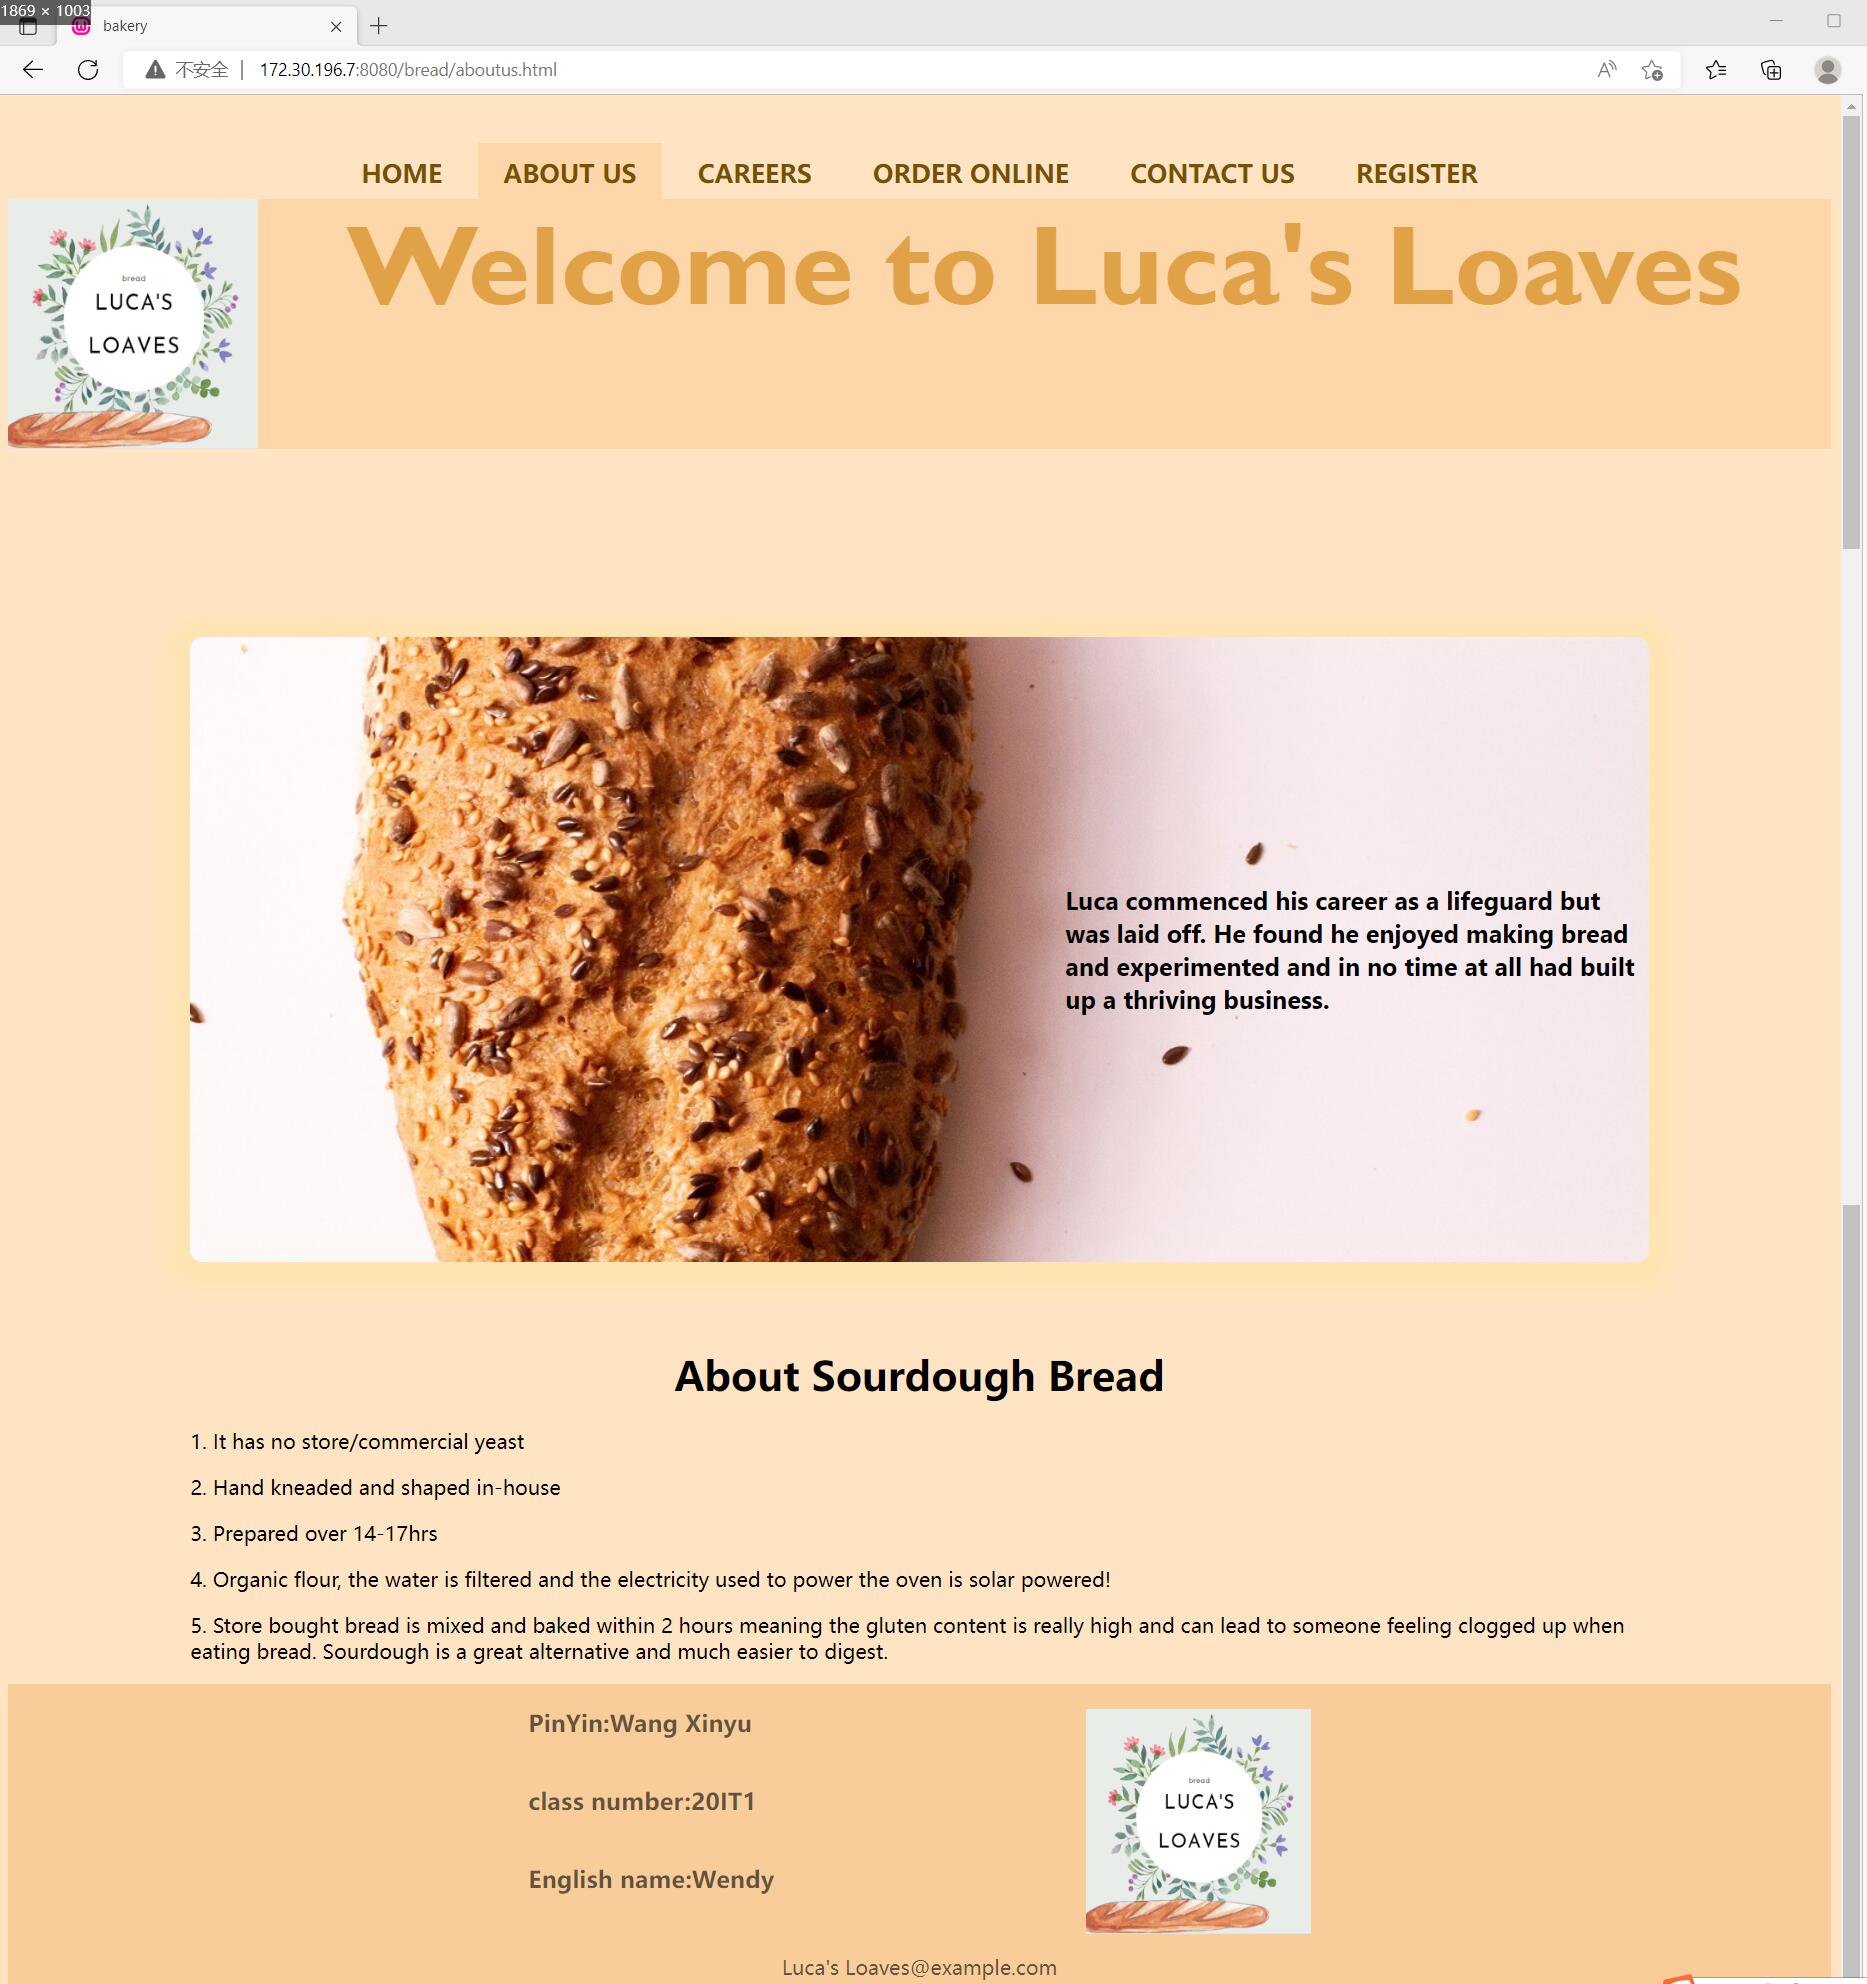 1869 × 1003
bakery
不安全 | 172.30.196.7:8080/bread/aboutus.html
HOME ABOUT US CAREERS ORDER ONLINE CONTACT US REGISTER
bread
LUCA'S
LOAVES
Welcome to Luca's Loaves
Luca commenced his career as a lifeguard but
was laid off. He found he enjoyed making bread
and experimented and in no time at all had built
up a thriving business.
About Sourdough Bread
1. It has no store/commercial yeast
2. Hand kneaded and shaped in-house
3. Prepared over 14-17hrs
4. Organic flour, the water is filtered and the electricity used to power the oven is solar powered!
5. Store bought bread is mixed and baked within 2 hours meaning the gluten content is really high and can lead to someone feeling clogged up when
eating bread. Sourdough is a great alternative and much easier to digest.
PinYin:Wang Xinyu
class number:20IT1
English name:Wendy
bread
LUCA'S
LOAVES
Luca's Loaves@example.com